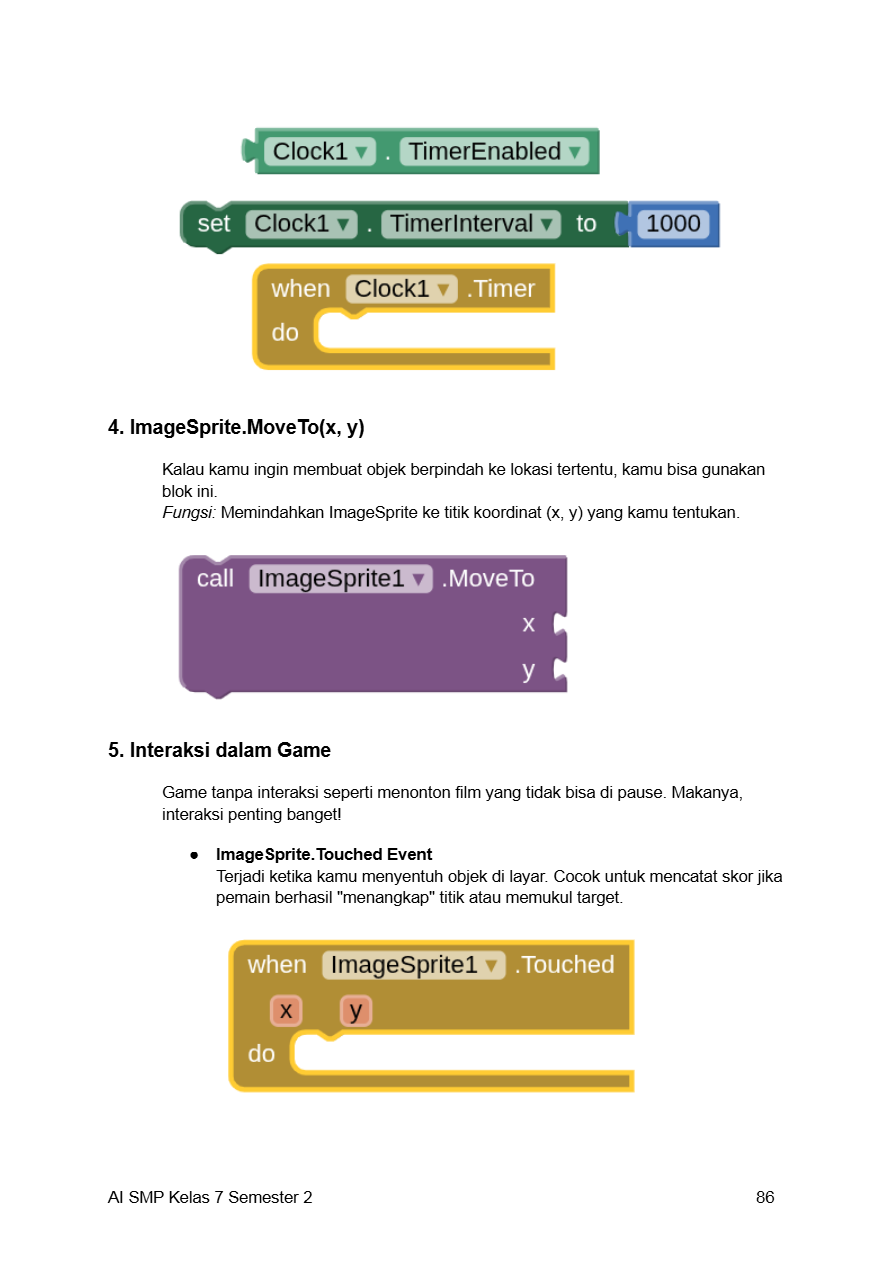 Clock1 . TimerEnabled
set Clock1 . TimerInterval to 1000
when Clock1 .Timer
do
4. ImageSprite.MoveTo(x, y)
Kalau kamu ingin membuat objek berpindah ke lokasi tertentu, kamu bisa gunakan
blok ini.
Fungsi: Memindahkan ImageSprite ke titik koordinat (x, y) yang kamu tentukan.
call ImageSprite1 .MoveTo
x
y
5. Interaksi dalam Game
Game tanpa interaksi seperti menonton film yang tidak bisa di pause. Makanya,
interaksi penting banget!
● ImageSprite.Touched Event
Terjadi ketika kamu menyentuh objek di layar. Cocok untuk mencatat skor jika
pemain berhasil "menangkap" titik atau memukul target.
when ImageSprite1 .Touched
x y
do
AI SMP Kelas 7 Semester 2 86